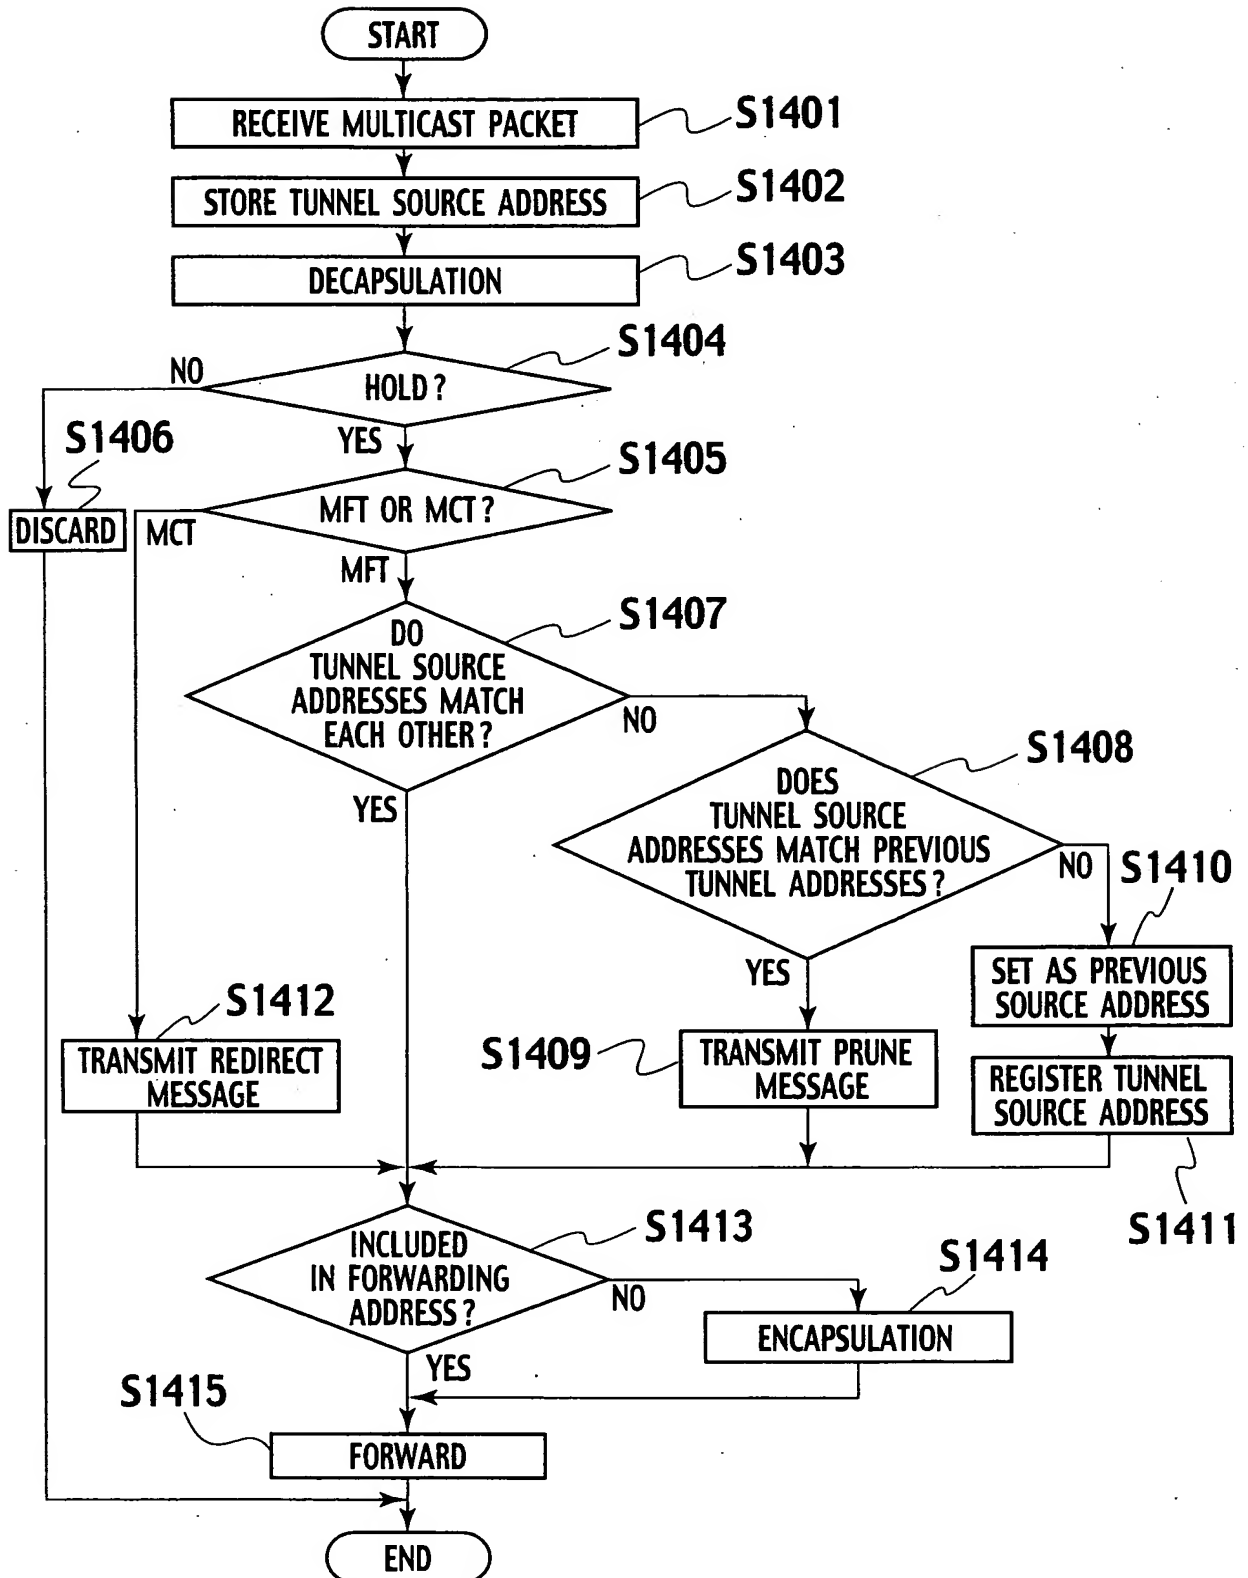 START
RECEIVE MULTICAST PACKET
S1401
STORE TUNNEL SOURCE ADDRESS
S1402
DECAPSULATION
S1403
S1404
NO
HOLD?
S1406
YES
S1405
DISCARD
MCT
MFT OR MCT?
MFT
S1407
DO
TUNNEL SOURCE
ADDRESSES MATCH
EACH OTHER?
NO
YES
S1408
DOES
TUNNEL SOURCE
ADDRESSES MATCH PREVIOUS
TUNNEL ADDRESSES?
NO
S1410
YES
SET AS PREVIOUS
SOURCE ADDRESS
S1412
TRANSMIT REDIRECT
MESSAGE
S1409
TRANSMIT PRUNE
MESSAGE
REGISTER TUNNEL
SOURCE ADDRESS
S1411
S1413
INCLUDED
IN FORWARDING
ADDRESS?
NO
S1414
ENCAPSULATION
YES
S1415
FORWARD
END